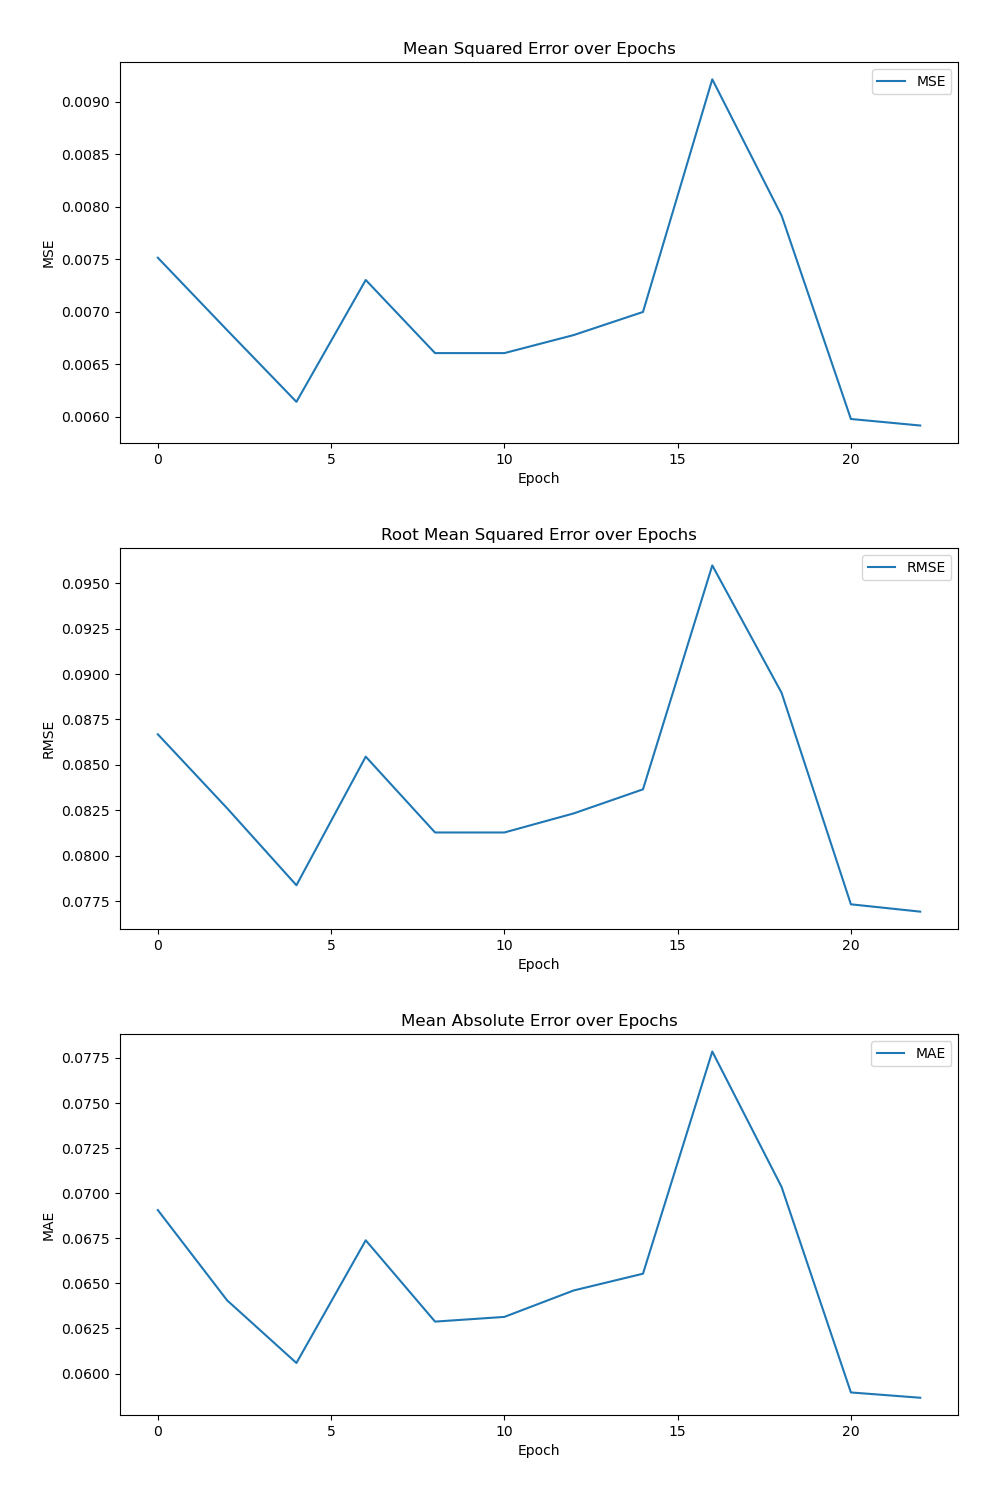 Mean Squared Error over Epochs
MSE
0.0090
0.0085
0.0080
0.0075
0.0070
0.0065
0.0060
MSE
0 5 10 15 20
Epoch
Root Mean Squared Error over Epochs
RMSE
0.0950
0.0925
0.0900
0.0875
0.0850
0.0825
0.0800
0.0775
RMSE
0 5 10 15 20
Epoch
Mean Absolute Error over Epochs
MAE
0.0775
0.0750
0.0725
0.0700
0.0675
0.0650
0.0625
0.0600
MAE
0 5 10 15 20
Epoch